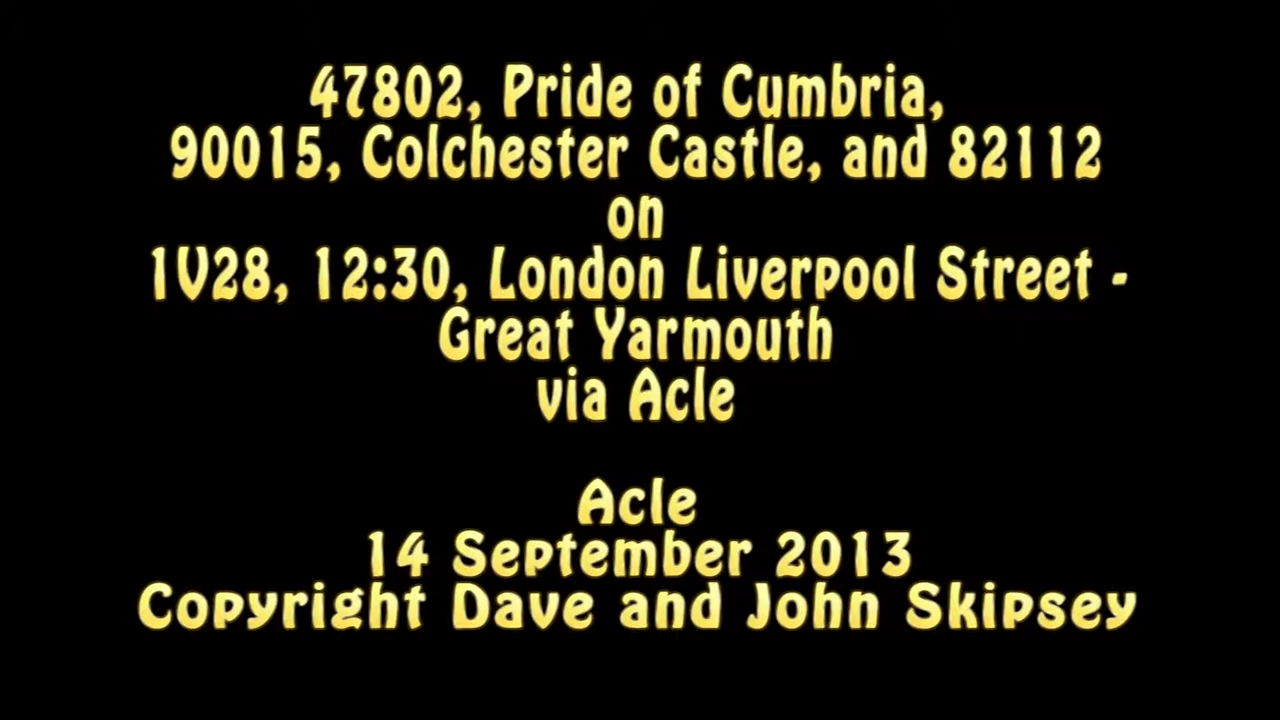 47802, Pride of Cumbria,
90015, Colchester Castle, and 82112
on
1V28, 12:30, London Liverpool Street -
Great Yarmouth
via Acle
Acle
14 September 2013
Copyright Dave and John Skipsey